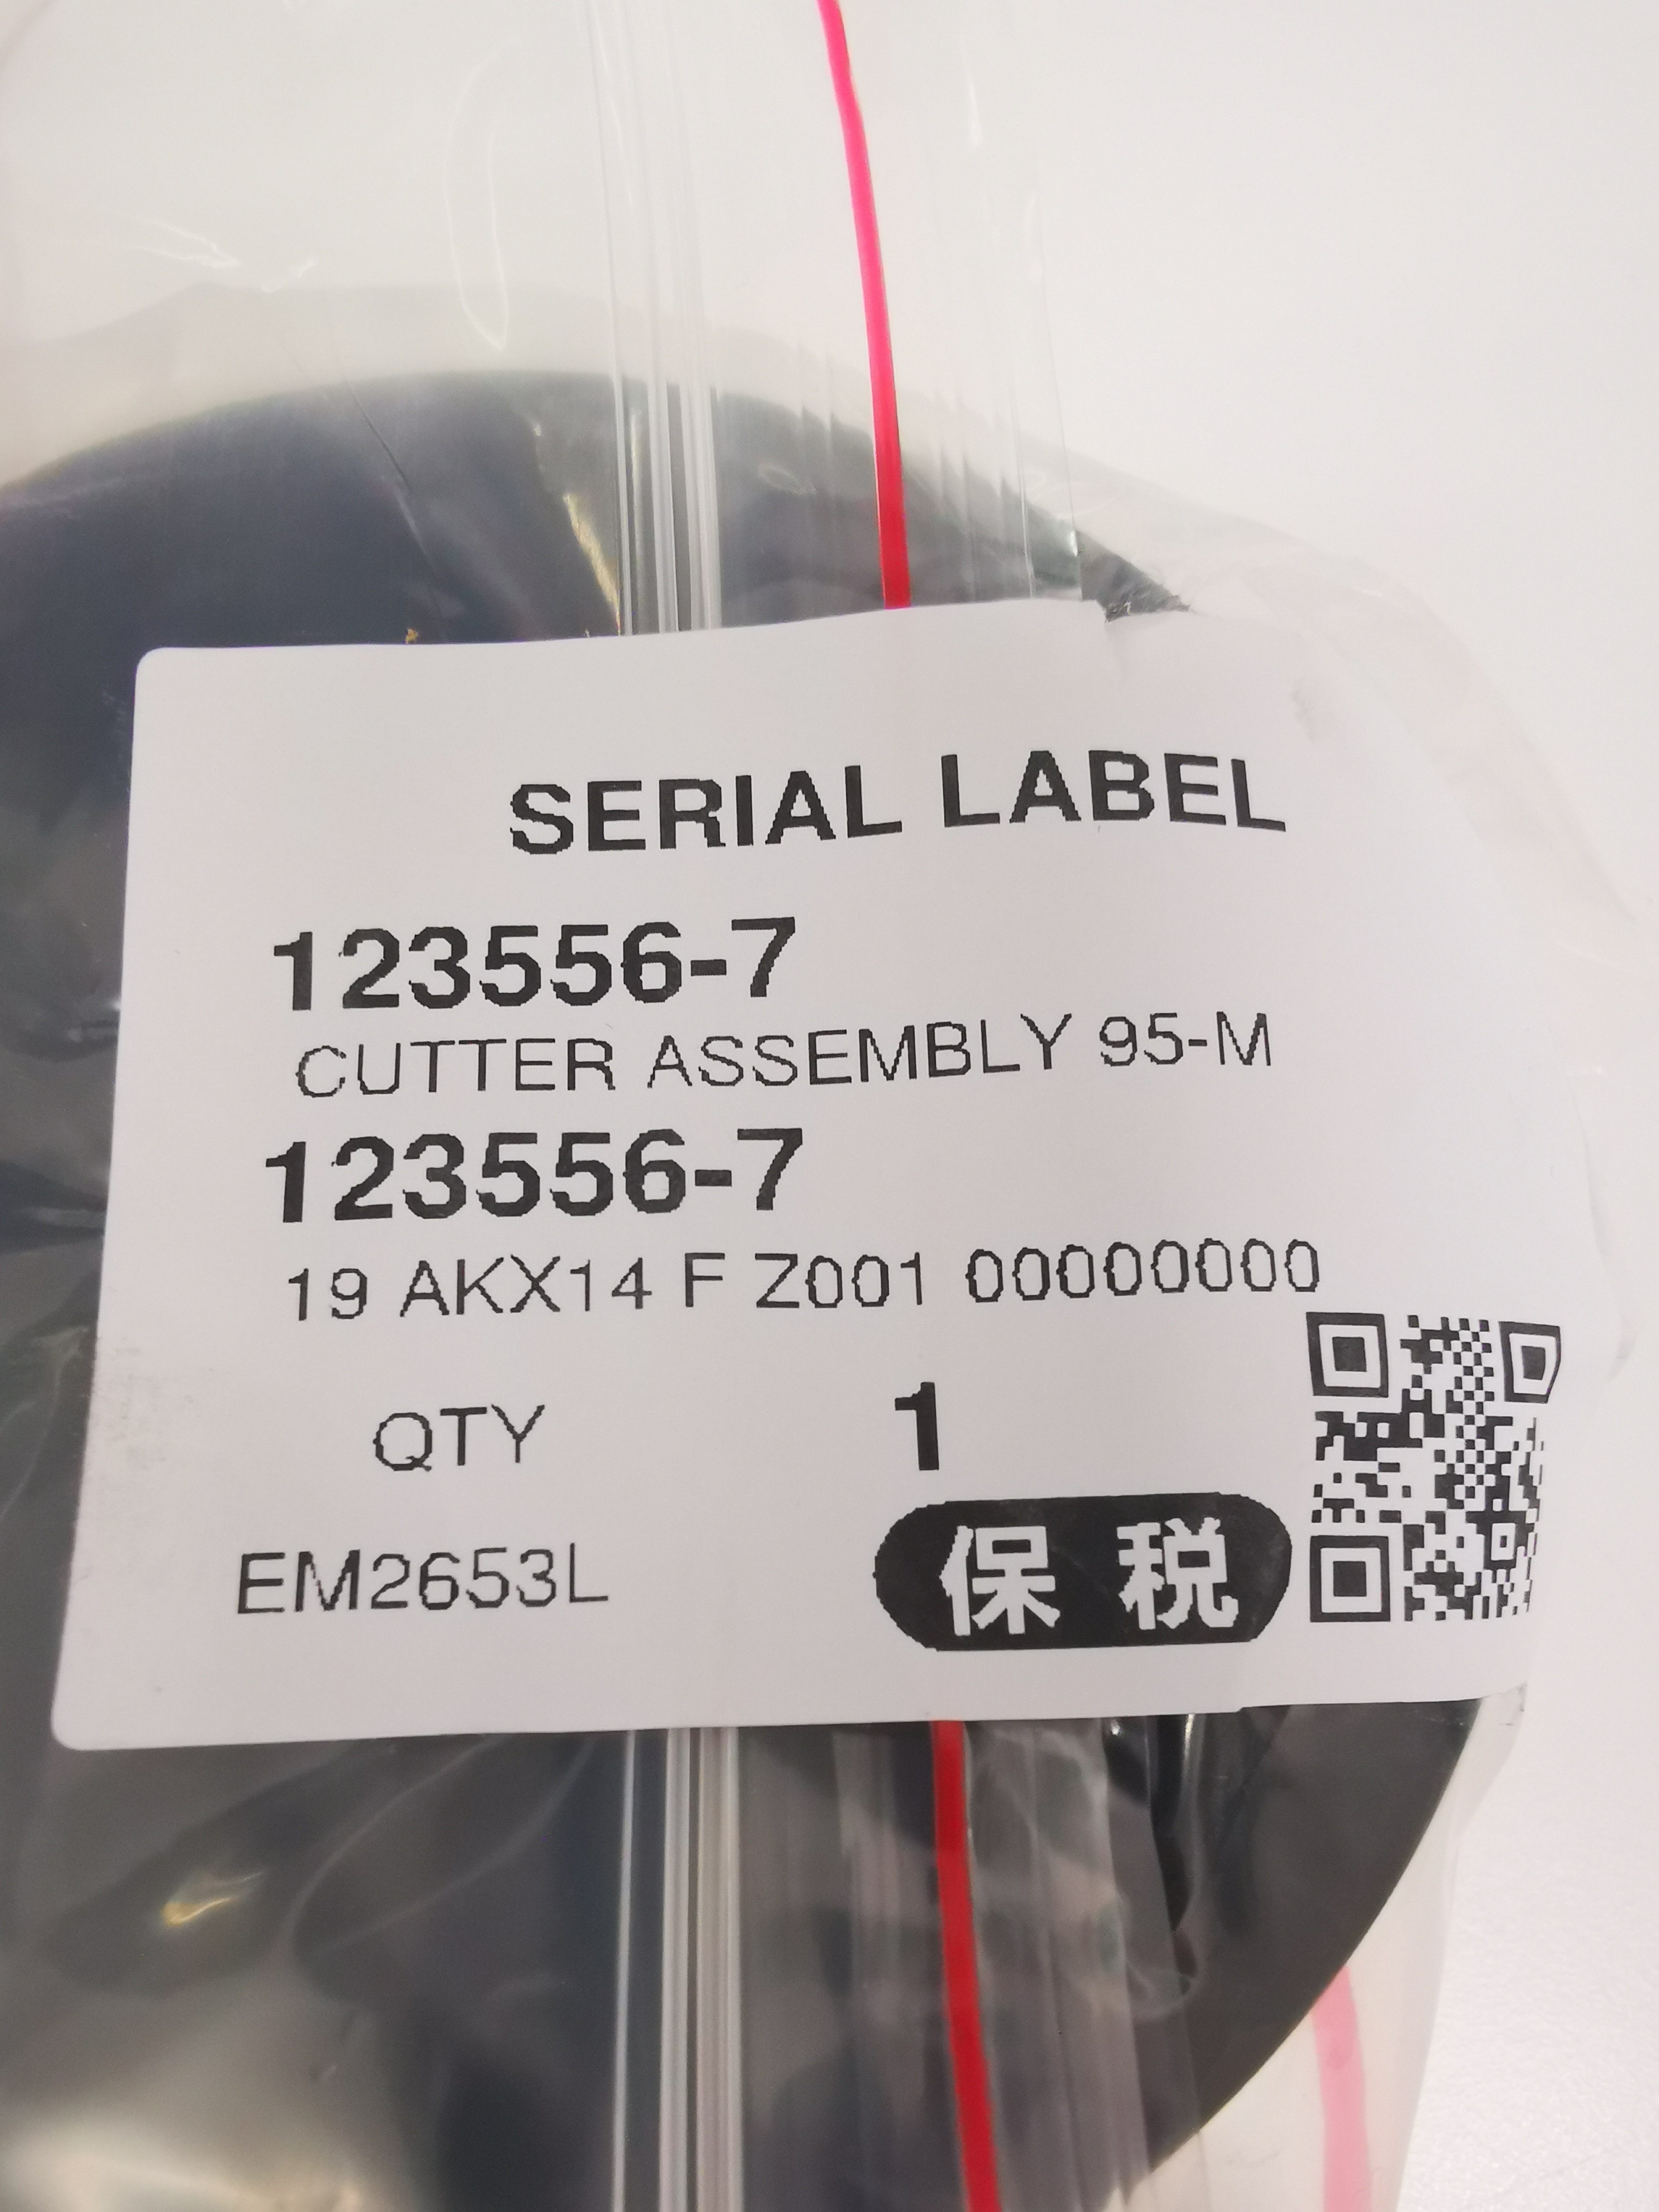 SERIAL LABEL
123556-7
CUTTER ASSEMBLY 95-M
123556-7
19 AKX14 F Z001 00000000
QTY 1
EM2653L 保税